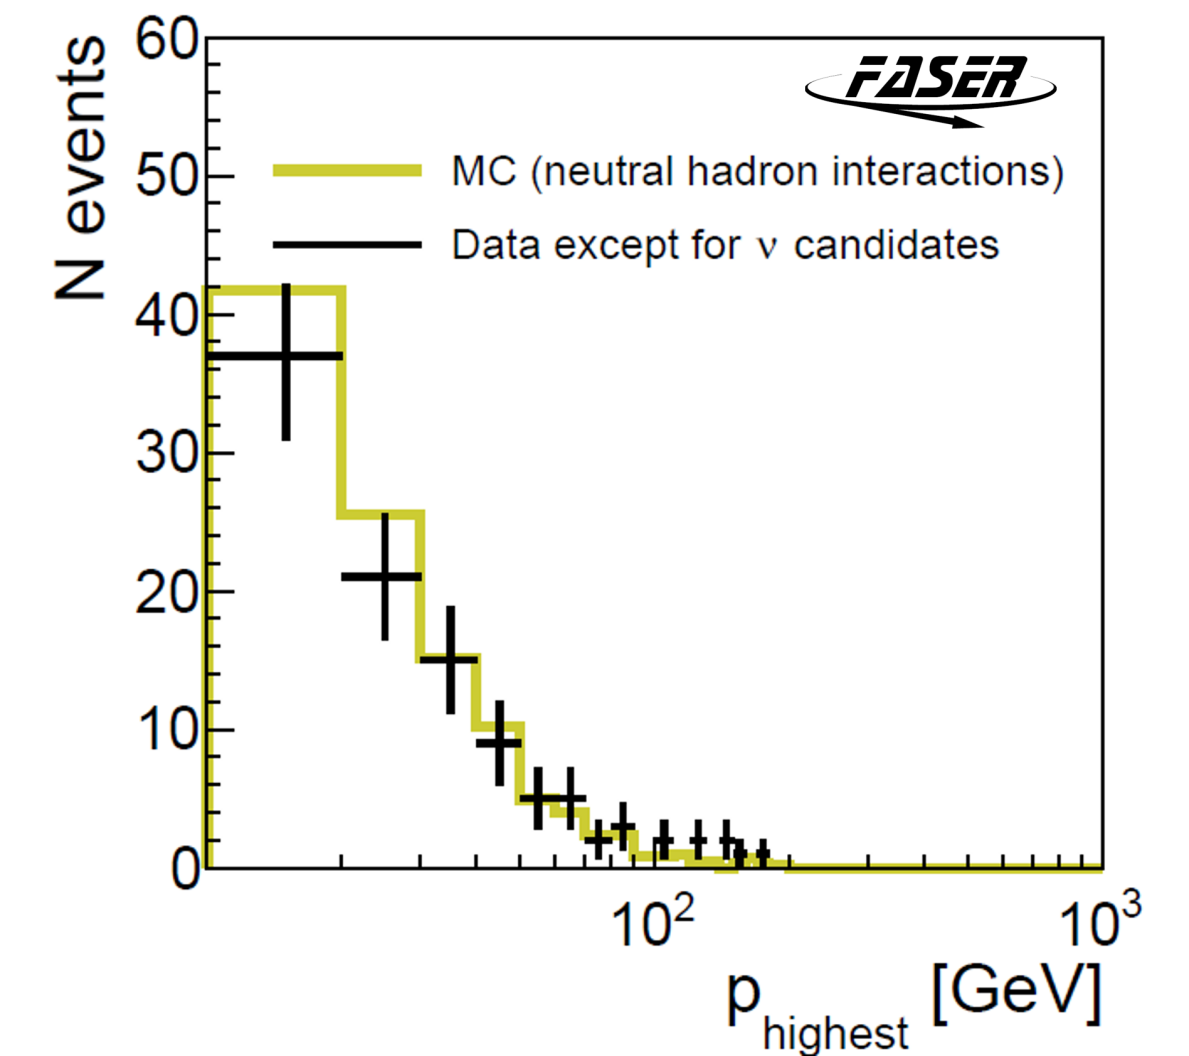 FASER
MC (neutral hadron interactions)
Data except for ν candidates
N events
60
50
40
30
20
10
0
10²
10³
p_highest [GeV]